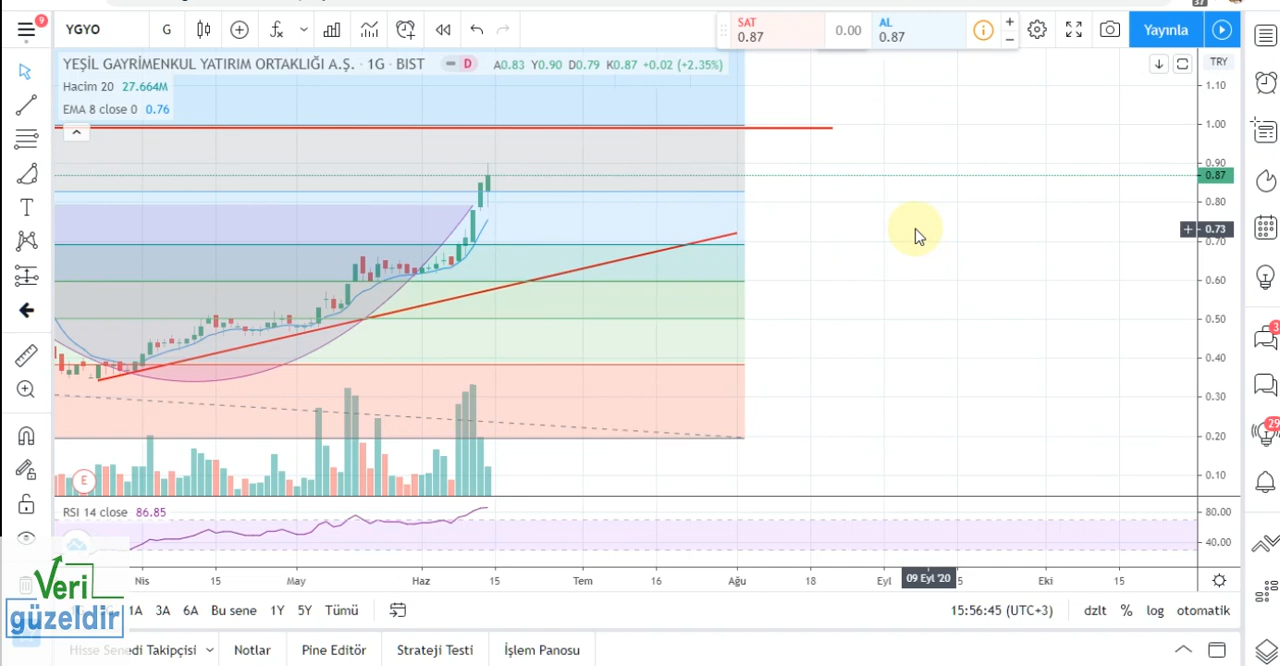 9
YGYO
G
SAT
0.87
0.00
AL
0.87
Yayınla
YEŞİL GAYRİMENKUL YATIRIM ORTAKLIĞI A.Ş. · 1G · BIST
D
A0.83 Y0.90 D0.79 K0.87 +0.02 (+2.35%)
TRY
Hacim 20 27.664M
EMA 8 close 0 0.76
1.10
1.00
0.90
0.87
0.80
0.73
0.70
0.60
0.50
0.40
0.30
0.20
0.10
E
RSI 14 close 86.85
80.00
40.00
Nis 15 May Haz 15 Tem 16 Ağu 18 Eyl 09 Eyl '20 Eki 15
Veri
güzeldir
1A 3A 6A Bu sene 1Y 5Y Tümü
15:56:45 (UTC+3) dzlt % log otomatik
Hisse Senedi Takipçisi Notlar Pine Editör Strateji Testi İşlem Panosu
29